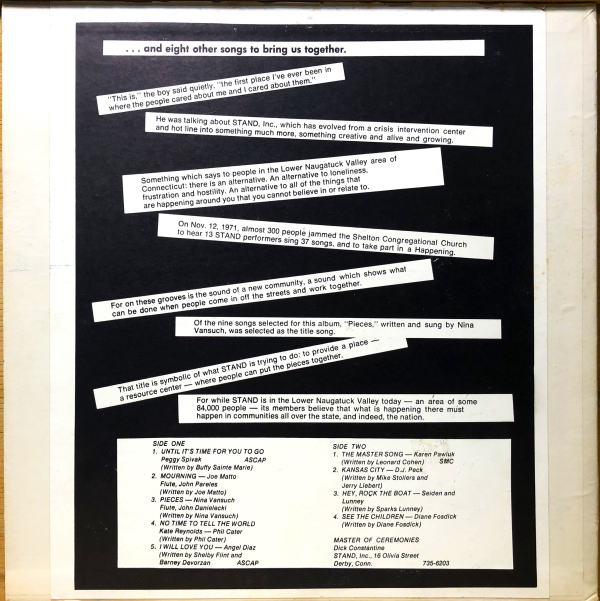 . . . and eight other songs to bring us together.
"This is," the boy said quietly, "the first place I've ever been in
where the people cared about me and I cared about them."
He was talking about STAND, Inc., which has evolved from a crisis intervention center
and hot line into something much more, something creative and alive and growing.
Something which says to people in the Lower Naugatuck Valley area of
Connecticut: there is an alternative. An alternative to loneliness,
frustration and hostility. An alternative to all of the things that
are happening around you that you cannot believe in or relate to.
On Nov. 12, 1971, almost 300 people jammed the Shelton Congregational Church
to hear 13 STAND performers sing 37 songs, and to take part in a Happening.
For on these grooves is the sound of a new community, a sound which shows what
can be done when people come in off the streets and work together.
Of the nine songs selected for this album, "Pieces," written and sung by Nina
Vansuch, was selected as the title song.
That title is symbolic of what STAND is trying to do: to provide a place —
a resource center — where people can put the pieces together.
For while STAND is in the Lower Naugatuck Valley today — an area of some
84,000 people — its members believe that what is happening there must
happen in communities all over the state, and indeed, the nation.
SIDE ONE
1. UNTIL IT'S TIME FOR YOU TO GO
Peggy Spivak ASCAP
(Written by Buffy Sainte Marie)
2. MOURNING — Joe Matto
Flute, John Pareles
(Written by Joe Matto)
3. PIECES — Nina Vansuch
Flute, John Danielecki
(Written by Nina Vansuch)
4. NO TIME TO TELL THE WORLD
Kate Reynolds — Phil Cater
(Written by Phil Cater)
5. I WILL LOVE YOU — Angel Diaz
(Written by Shelby Flint and
Barney Devorzan ASCAP
SIDE TWO
1. THE MASTER SONG — Karen Pawluk
(Written by Leonard Cohen) SMC
2. KANSAS CITY — D.J. Peck
(Written by Mike Stollers and
Jerry Liebert)
3. HEY, ROCK THE BOAT — Seiden and
Lunney
(Written by Sparks Lunney)
4. SEE THE CHILDREN — Diane Fosdick
(Written by Diane Fosdick)
MASTER OF CEREMONIES
Dick Constantine
STAND, Inc., 16 Olivia Street
Derby, Conn. 735-6203